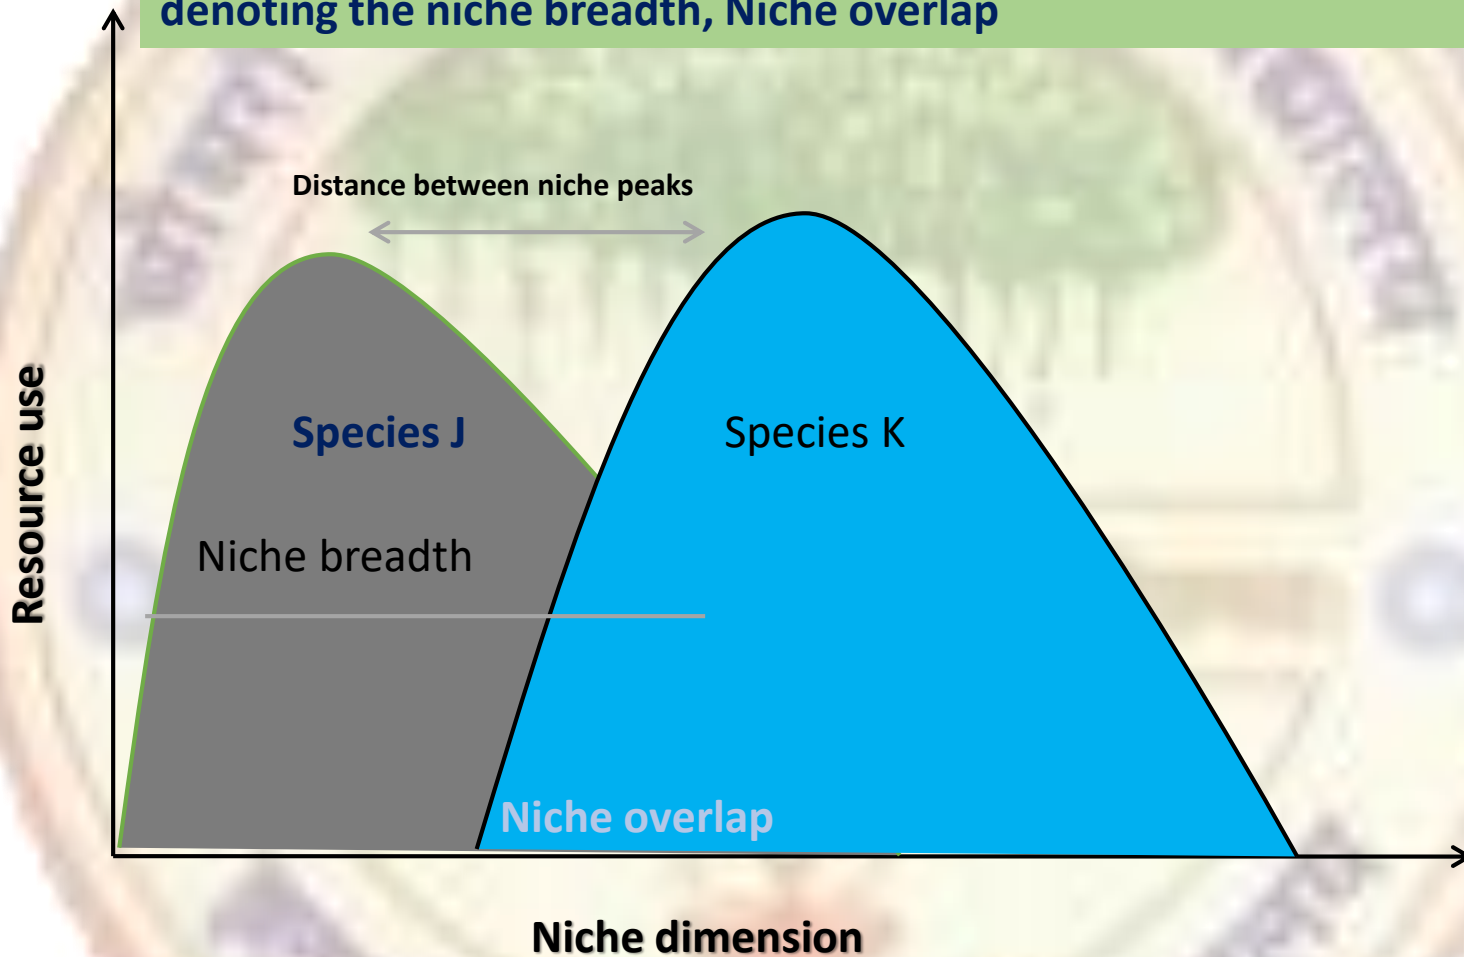 denoting the niche breadth, Niche overlap
Distance between niche peaks
Species J
Species K
Niche breadth
Resource use
Niche overlap
Niche dimension